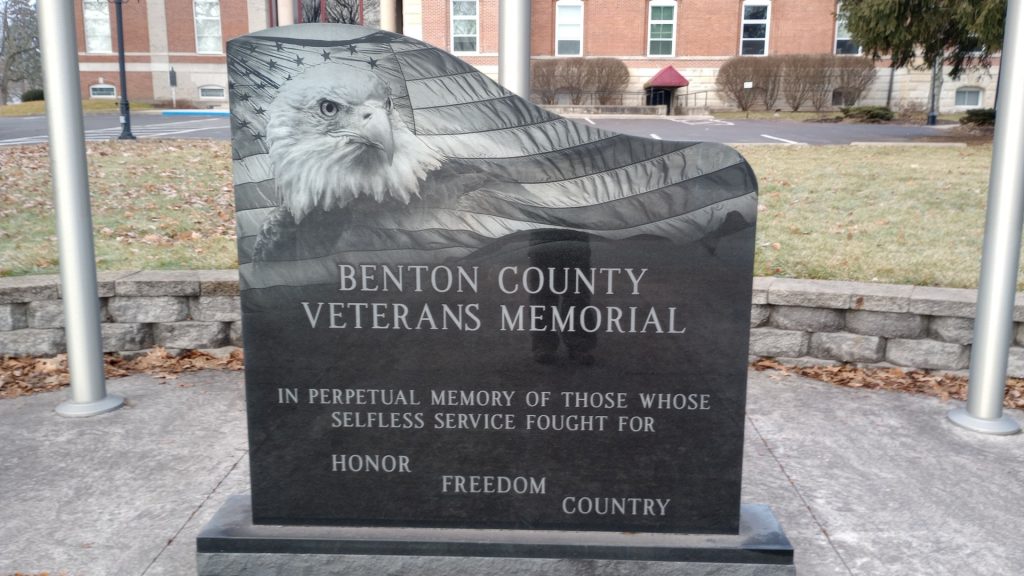 BENTON COUNTY
VETERANS MEMORIAL
IN PERPETUAL MEMORY OF THOSE WHOSE
SELFLESS SERVICE FOUGHT FOR
HONOR
FREEDOM
COUNTRY